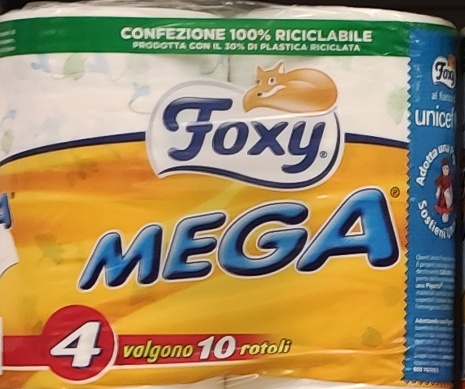 CONFEZIONE 100% RICICLABILE
PRODOTTA CON IL 30% DI PLASTICA RICICLATA
Foxy®
MEGA®
4 valgono 10 rotoli
Foxy
unicef
Adotta una
Sostieni